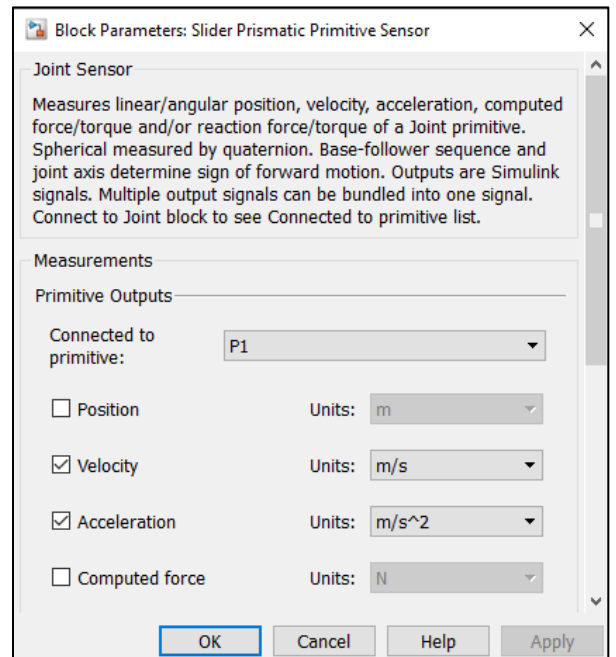 Block Parameters: Slider Prismatic Primitive Sensor
Joint Sensor
Measures linear/angular position, velocity, acceleration, computed
force/torque and/or reaction force/torque of a Joint primitive.
Spherical measured by quaternion. Base-follower sequence and
joint axis determine sign of forward motion. Outputs are Simulink
signals. Multiple output signals can be bundled into one signal.
Connect to Joint block to see Connected to primitive list.
Measurements
Primitive Outputs
Connected to
primitive:
P1
Position Units: m
Velocity Units: m/s
Acceleration Units: m/s^2
Computed force Units: N
OK Cancel Help Apply